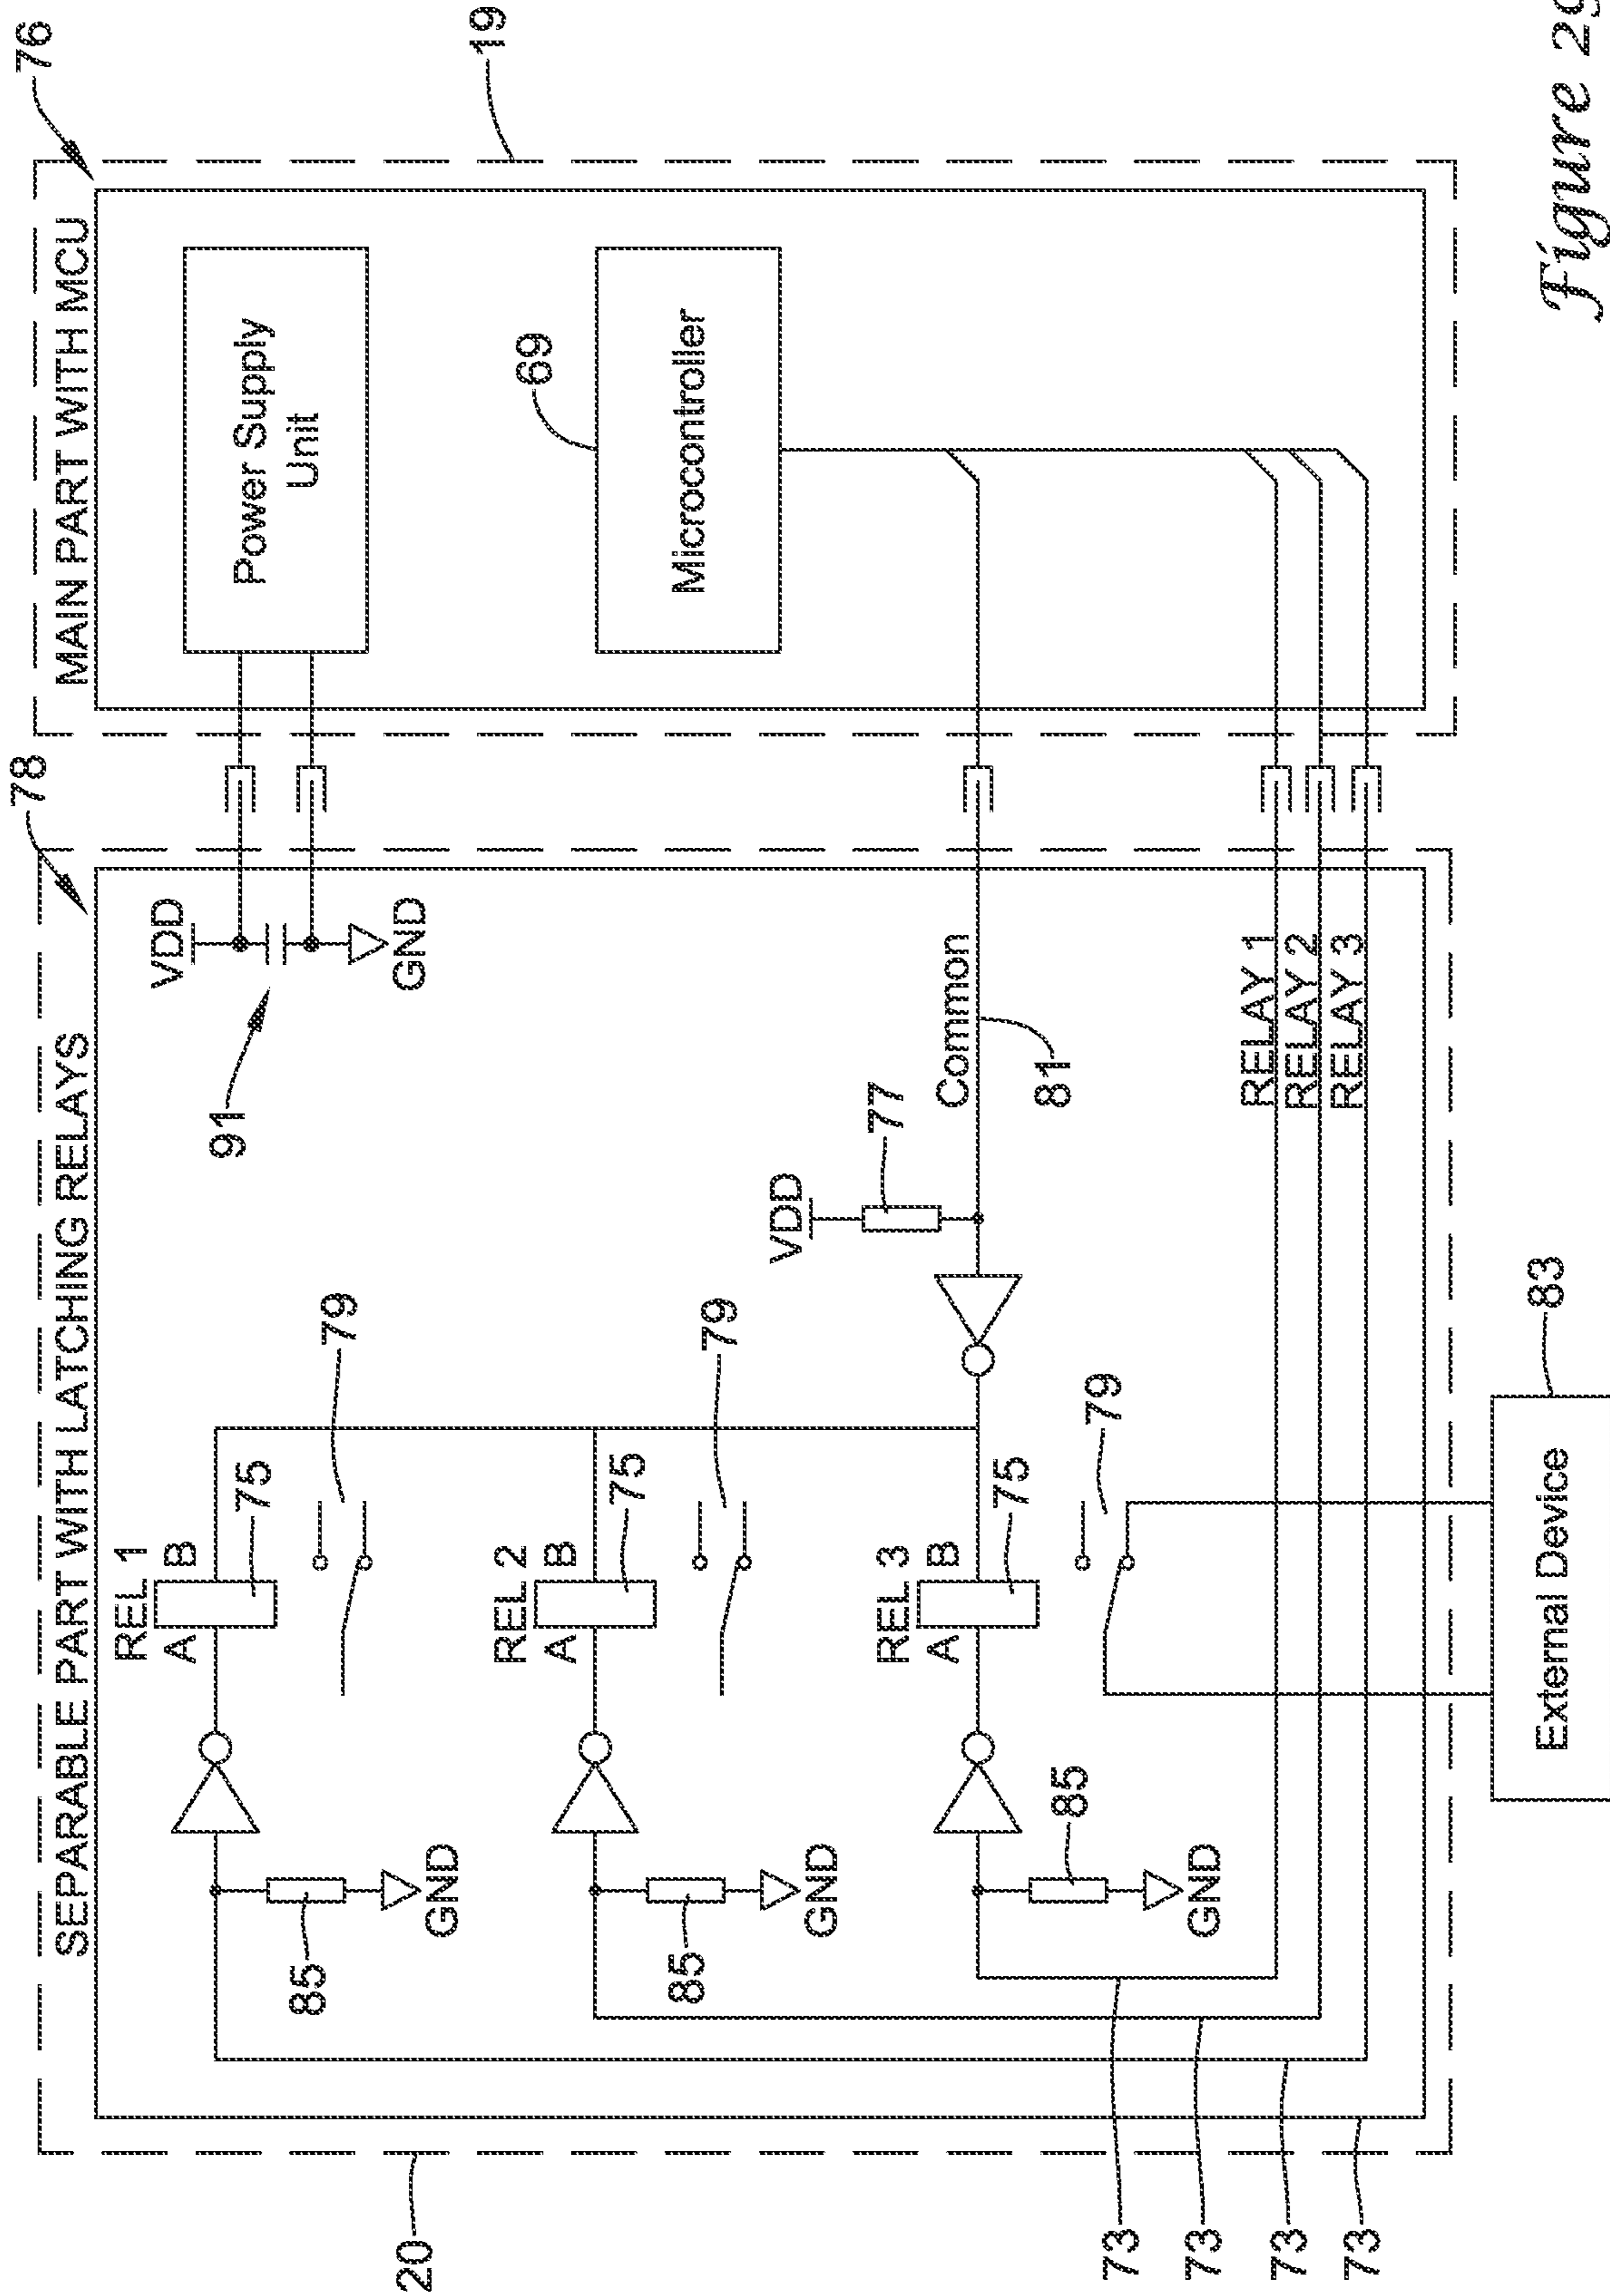 76
MAIN PART WITH MCU
19
Power Supply
Unit
69
Microcontroller
78
SEPARABLE PART WITH LATCHING RELAYS
VDD
GND
91
Common
81
VDD
77
RELAY 1
RELAY 2
RELAY 3
REL 1
A B
75
79
85
GND
REL 2
A B
75
79
85
GND
REL 3
A B
75
79
85
GND
20
73
73
73
73
External Device
83
Figure 29